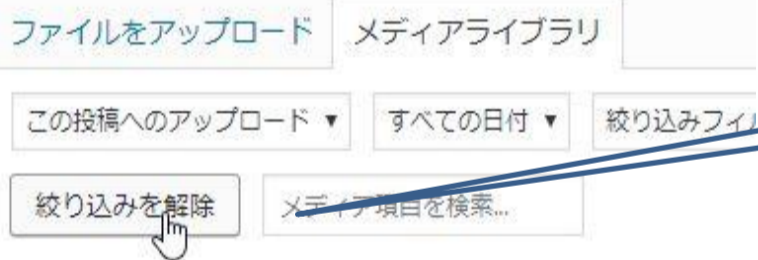 ファイルをアップロード メディアライブラリ
この投稿へのアップロード ▼ すべての日付 ▼ 絞り込みフィル
絞り込みを解除 メディア項目を検索...